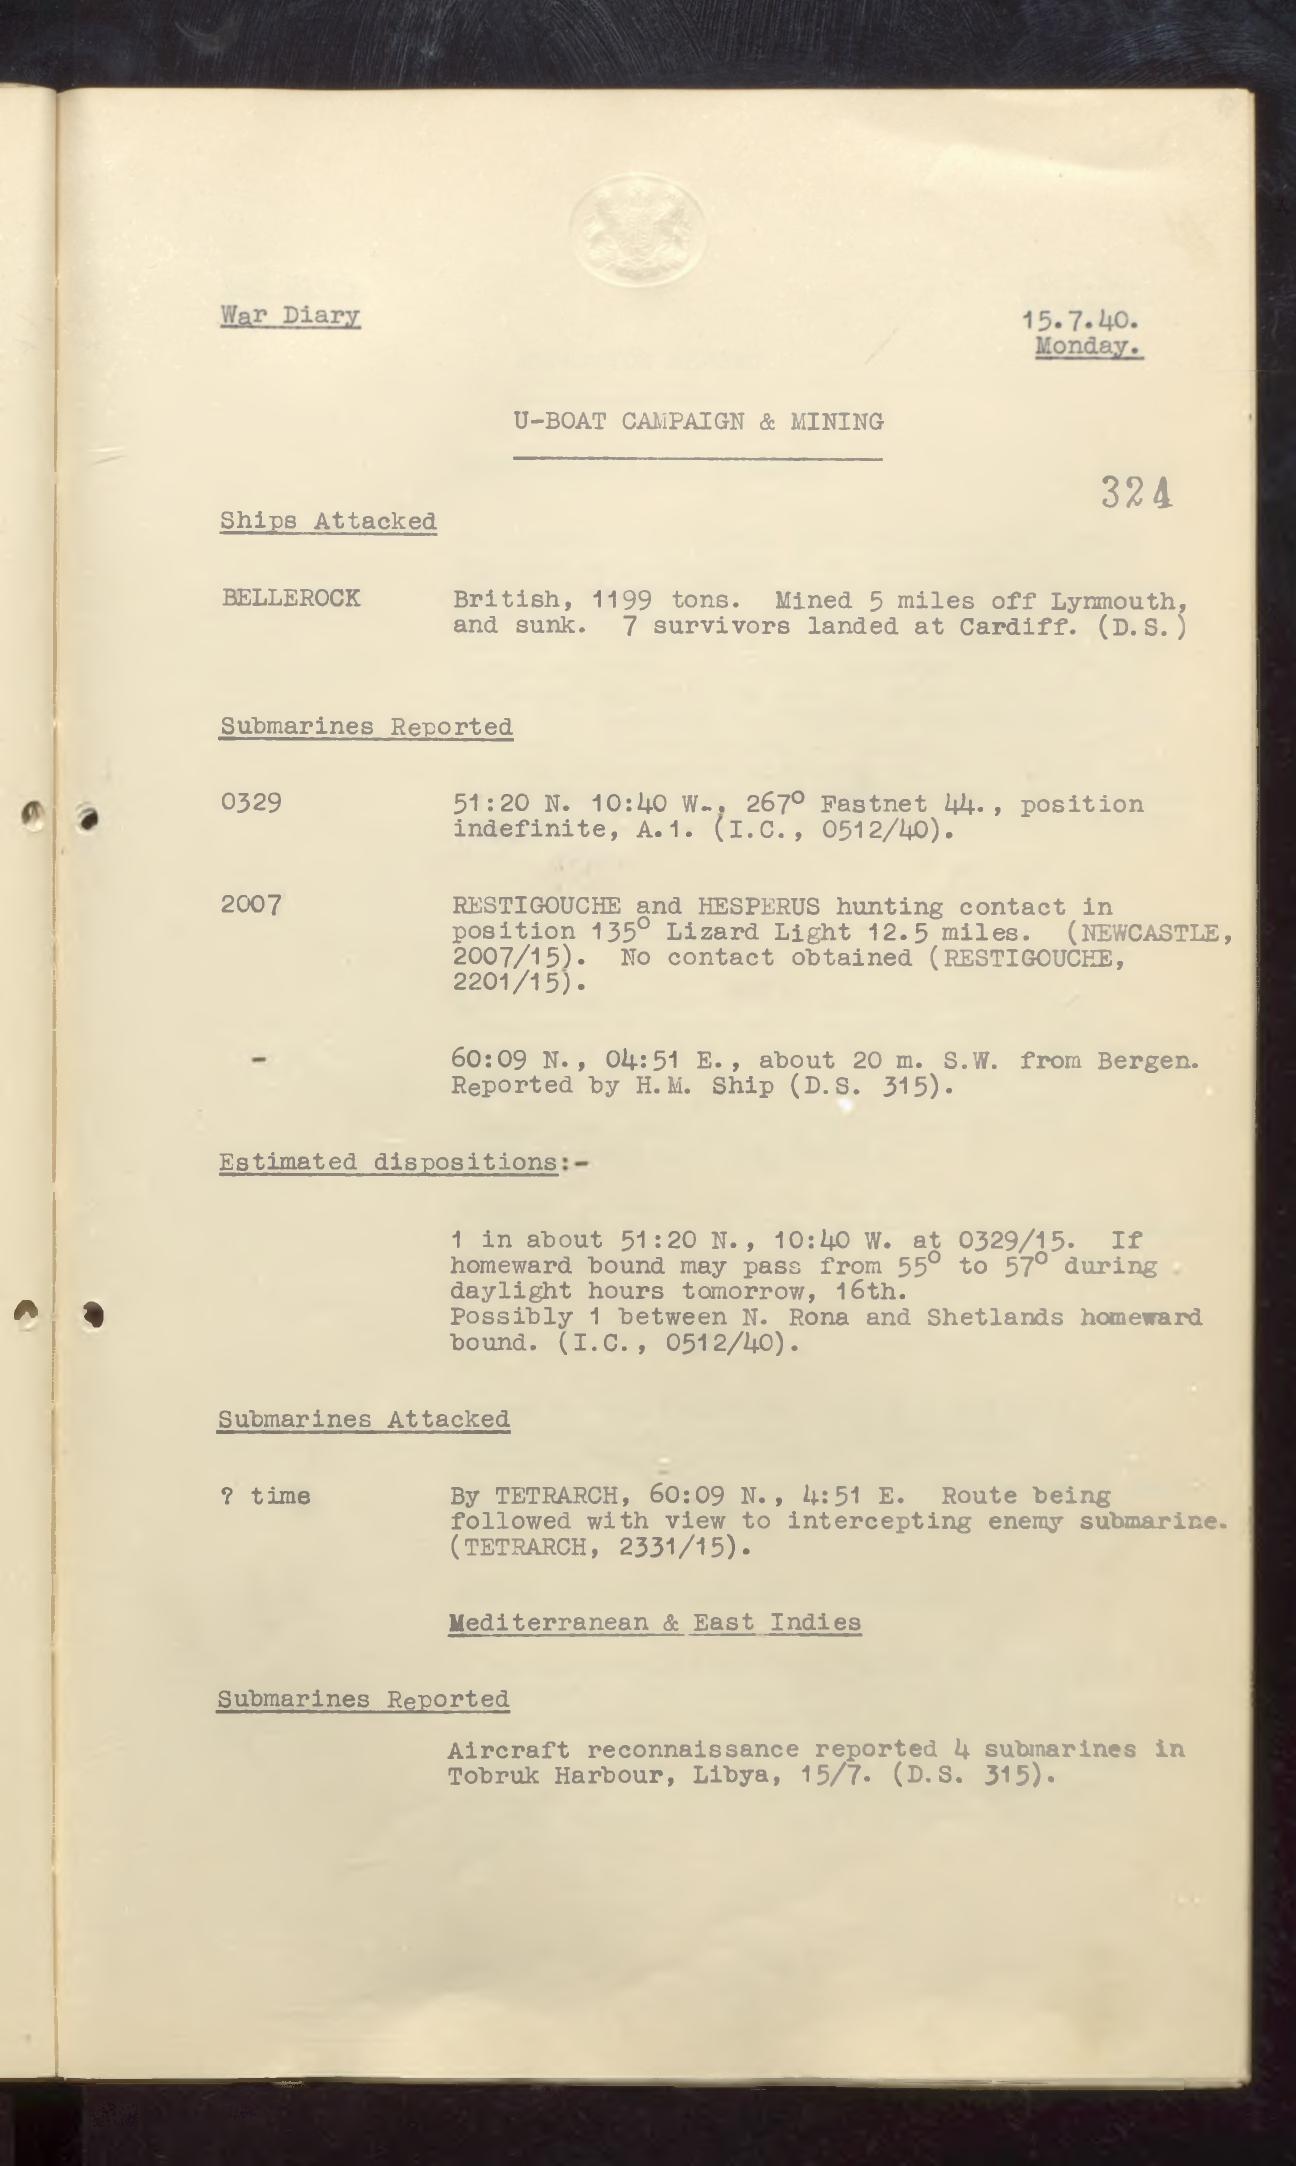 War Diary
15.7.40.
Monday.
U-BOAT CAMPAIGN & MINING
324
Ships Attacked
BELLEROCK British, 1199 tons. Mined 5 miles off Lynmouth,
and sunk. 7 survivors landed at Cardiff. (D.S.)
Submarines Reported
0329 51:20 N. 10:40 W., 267° Fastnet 44., position
indefinite, A.1. (I.C., 0512/40).
2007 RESTIGOUCHE and HESPERUS hunting contact in
position 135° Lizard Light 12.5 miles. (NEWCASTLE,
2007/15). No contact obtained (RESTIGOUCHE,
2201/15).
- 60:09 N., 04:51 E., about 20 m. S.W. from Bergen.
Reported by H.M. Ship (D.S. 315).
Estimated dispositions:-
1 in about 51:20 N., 10:40 W. at 0329/15. If
homeward bound may pass from 55° to 57° during
daylight hours tomorrow, 16th.
Possibly 1 between N. Rona and Shetlands homeward
bound. (I.C., 0512/40).
Submarines Attacked
? time By TETRARCH, 60:09 N., 4:51 E. Route being
followed with view to intercepting enemy submarine.
(TETRARCH, 2331/15).
Mediterranean & East Indies
Submarines Reported
Aircraft reconnaissance reported 4 submarines in
Tobruk Harbour, Libya, 15/7. (D.S. 315).